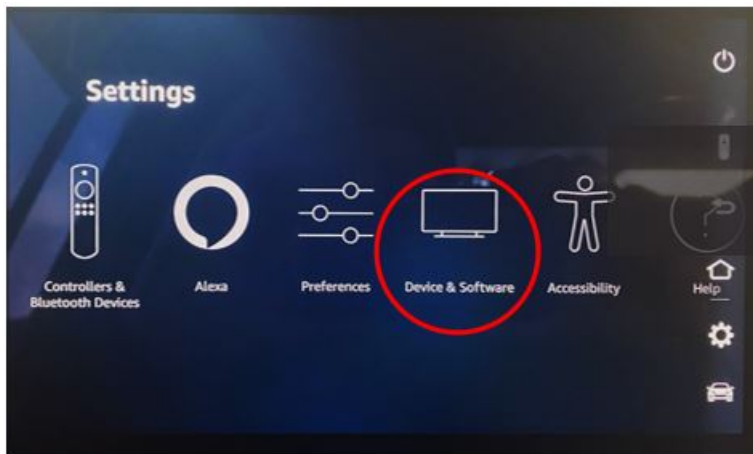 Settings
Controllers &
Bluetooth Devices
Alexa
Preferences
Device & Software
Accessibility
Help